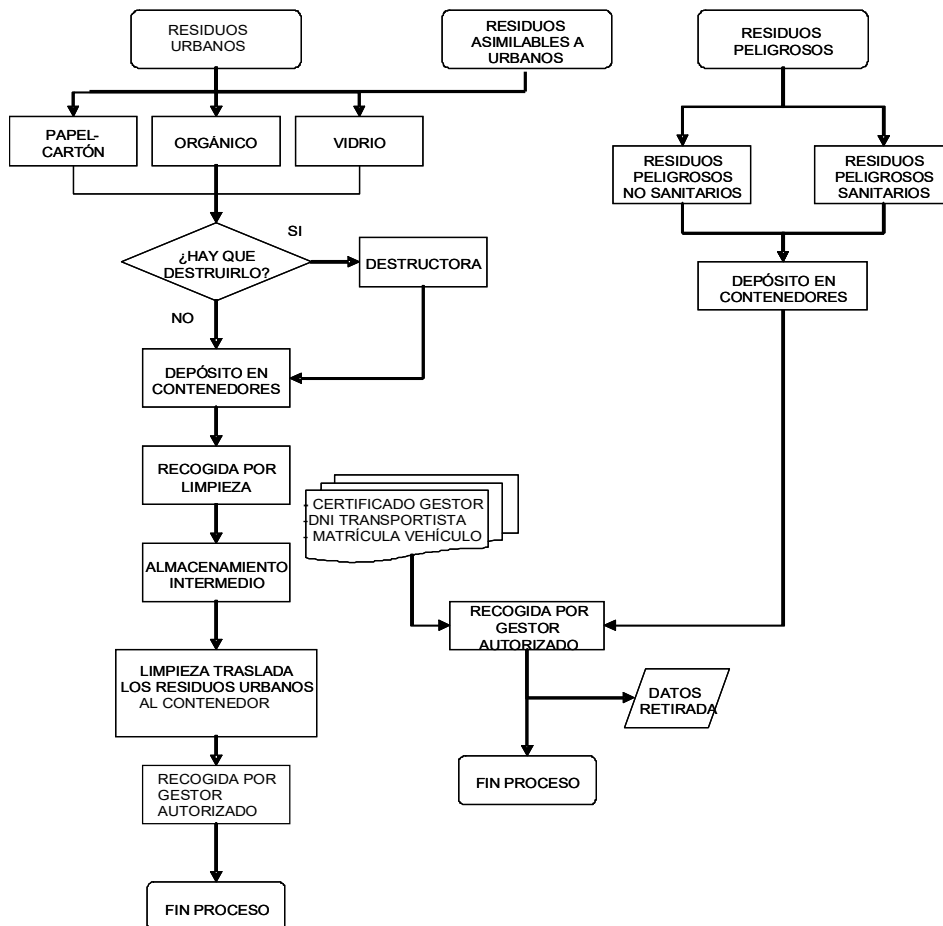 RESIDUOS
URBANOS
RESIDUOS
ASIMILABLES A
URBANOS
RESIDUOS
PELIGROSOS
PAPEL-
CARTÓN
ORGÁNICO
VIDRIO
RESIDUOS
PELIGROSOS
NO SANITARIOS
RESIDUOS
PELIGROSOS
SANITARIOS
SI
¿HAY QUE
DESTRUIRLO?
DESTRUCTORA
NO
DEPÓSITO EN
CONTENEDORES
DEPÓSITO EN
CONTENEDORES
RECOGIDA POR
LIMPIEZA
- CERTIFICADO GESTOR
-DNI TRANSPORTISTA
- MATRÍCULA VEHÍCULO
ALMACENAMIENTO
INTERMEDIO
RECOGIDA POR
GESTOR
AUTORIZADO
LIMPIEZA TRASLADA
LOS RESIDUOS URBANOS
AL CONTENEDOR
DATOS
RETIRADA
RECOGIDA POR
GESTOR
AUTORIZADO
FIN PROCESO
FIN PROCESO